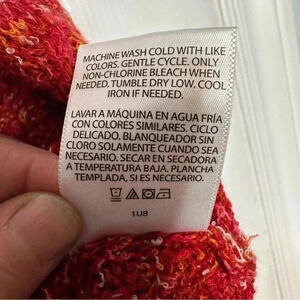 MACHINE WASH COLD WITH LIKE
COLORS. GENTLE CYCLE. ONLY
NON-CHLORINE BLEACH WHEN
NEEDED. TUMBLE DRY LOW. COOL
IRON IF NEEDED.
LAVAR A MÁQUINA EN AGUA FRÍA
CON COLORES SIMILARES. CICLO
DELICADO. BLANQUEADOR SIN
CLORO SOLAMENTE CUANDO SEA
NECESARIO. SECAR EN SECADORA
A TEMPERATURA BAJA. PLANCHA
TEMPLADA, SI ES NECESARIO.
1U8